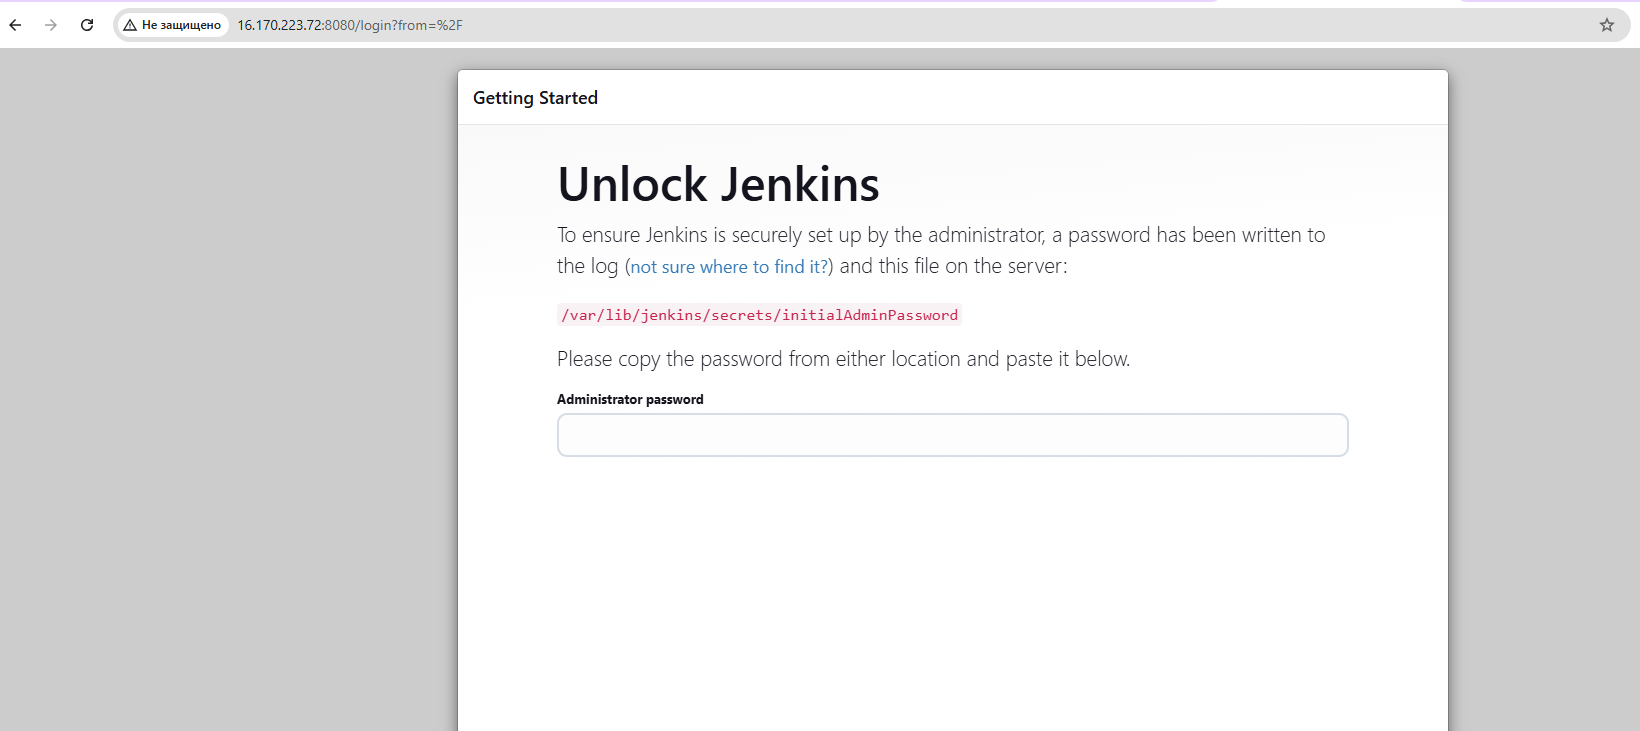 Не защищено 16.170.223.72:8080/login?from=%2F
Getting Started
Unlock Jenkins
To ensure Jenkins is securely set up by the administrator, a password has been written to
the log (not sure where to find it?) and this file on the server:
/var/lib/jenkins/secrets/initialAdminPassword
Please copy the password from either location and paste it below.
Administrator password